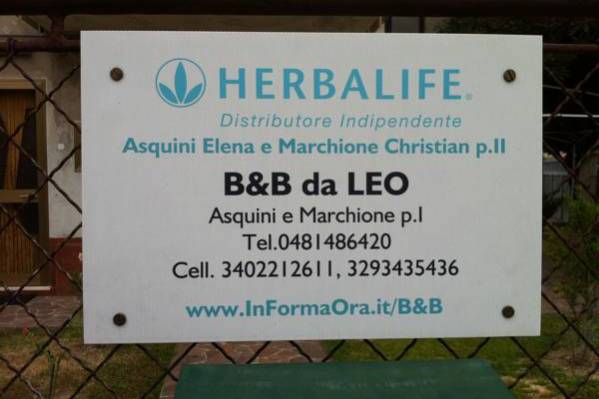 HERBALIFE®
Distributore Indipendente
Asquini Elena e Marchione Christian p.II
B&B da LEO
Asquini e Marchione p.I
Tel.0481486420
Cell. 3402212611, 3293435436
www.InFormaOra.it/B&B